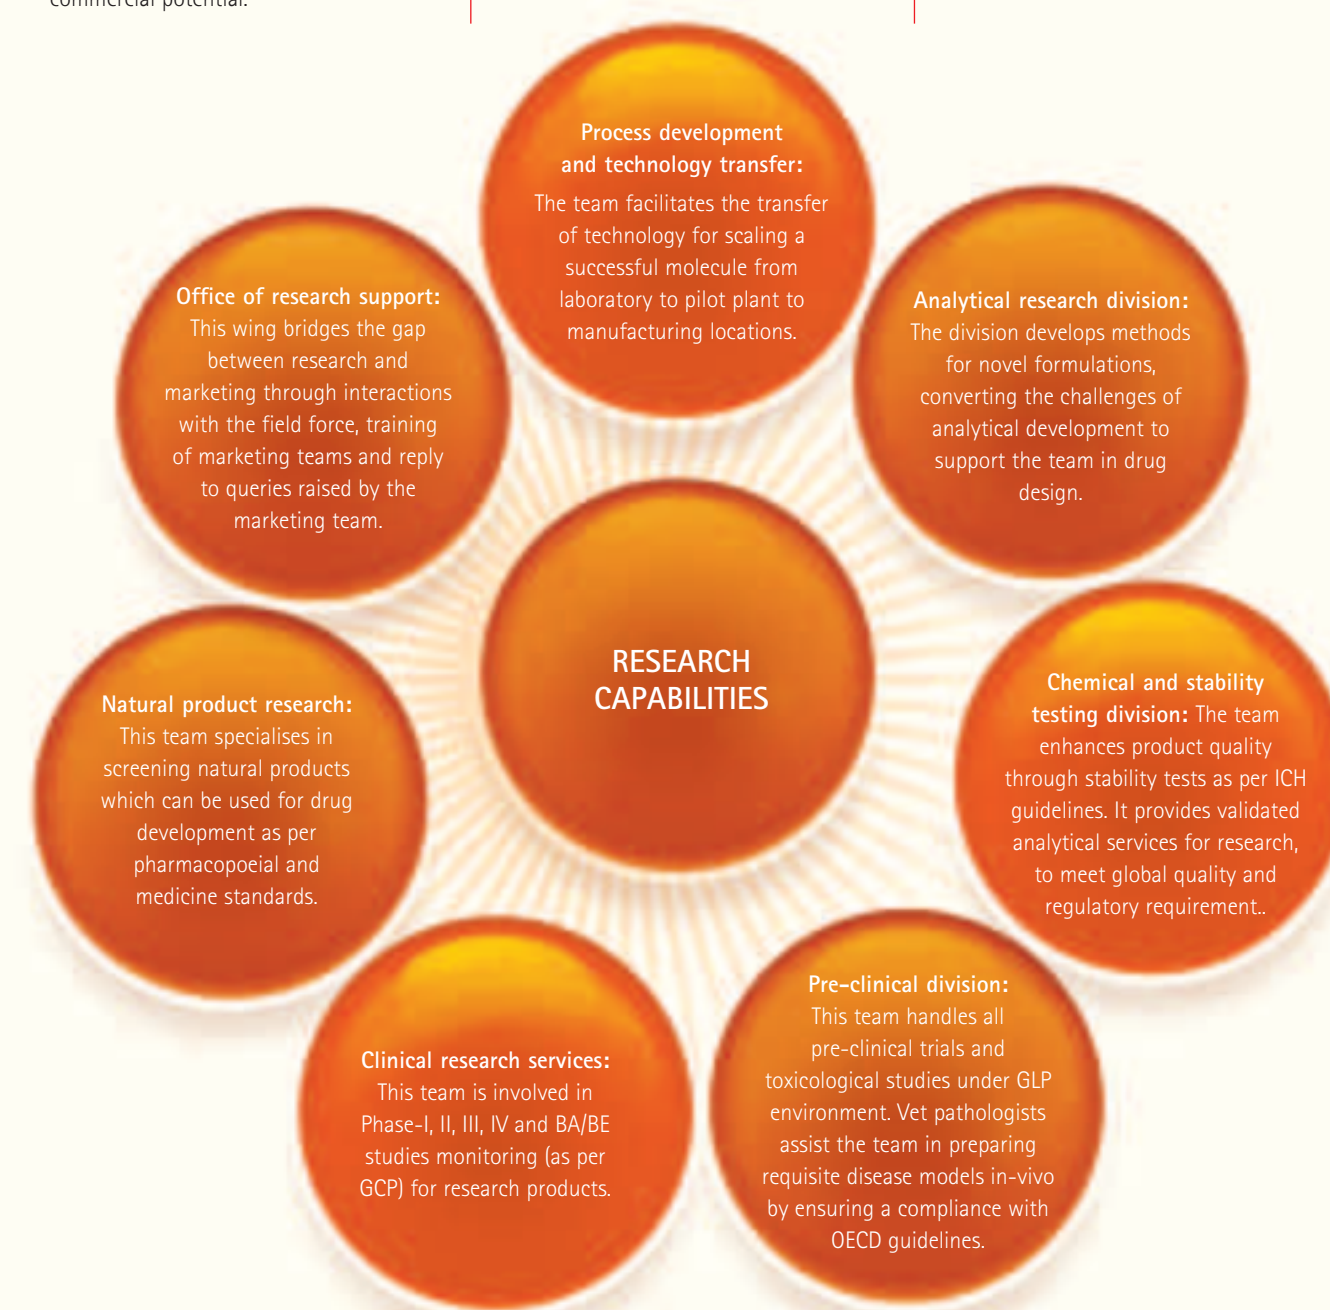 commercial potential.
Process development
and technology transfer:
The team facilitates the transfer
of technology for scaling a
successful molecule from
laboratory to pilot plant to
manufacturing locations.
Office of research support:
This wing bridges the gap
between research and
marketing through interactions
with the field force, training
of marketing teams and reply
to queries raised by the
marketing team.
Analytical research division:
The division develops methods
for novel formulations,
converting the challenges of
analytical development to
support the team in drug
design.
RESEARCH
CAPABILITIES
Natural product research:
This team specialises in
screening natural products
which can be used for drug
development as per
pharmacopoeial and
medicine standards.
Chemical and stability
testing division: The team
enhances product quality
through stability tests as per ICH
guidelines. It provides validated
analytical services for research,
to meet global quality and
regulatory requirement..
Clinical research services:
This team is involved in
Phase-I, II, III, IV and BA/BE
studies monitoring (as per
GCP) for research products.
Pre-clinical division:
This team handles all
pre-clinical trials and
toxicological studies under GLP
environment. Vet pathologists
assist the team in preparing
requisite disease models in-vivo
by ensuring a compliance with
OECD guidelines.